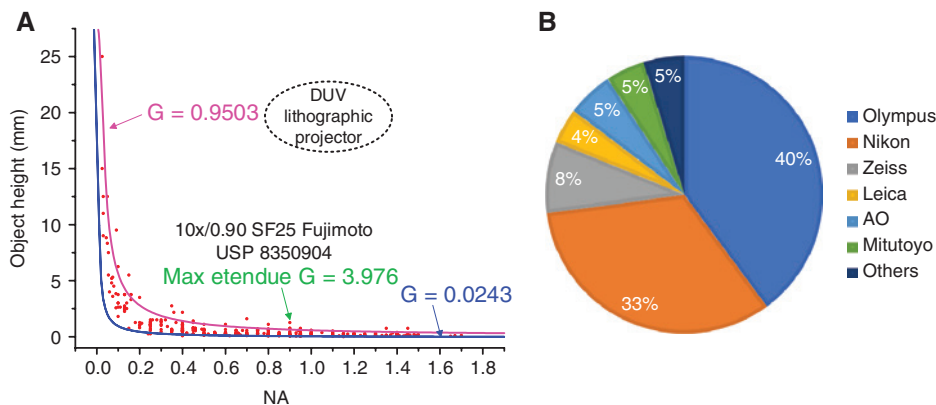 A
Object height (mm)
25
20
15
10
5
0
G = 0.9503
DUV
lithographic
projector
10x/0.90 SF25 Fujimoto
USP 8350904
Max etendue G = 3.976
G = 0.0243
0.0 0.2 0.4 0.6 0.8 1.0 1.2 1.4 1.6 1.8
NA
B
5%
5%
5%
4%
8%
33%
40%
Olympus
Nikon
Zeiss
Leica
AO
Mitutoyo
Others